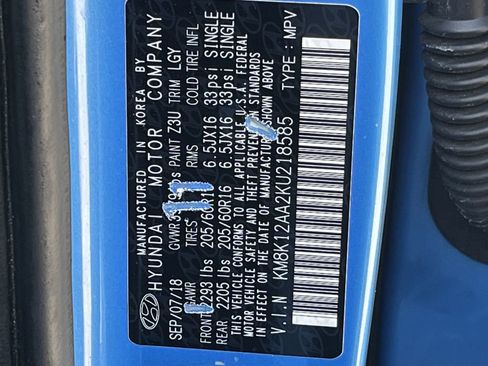 MANUFACTURED IN KOREA BY
HYUNDAI MOTOR COMPANY
SEP/07/18 PAINT Z3U TRIM LGY
GVWR
GAWR TIRES RIMS COLD TIRE INFL
FRONT 2293 lbs 205/60R16 6.5JX16 33psi SINGLE
REAR 2205 lbs 205/60R16 6.5JX16 33psi SINGLE
THIS VEHICLE CONFORMS TO ALL APPLICABLE U.S.A. FEDERAL
MOTOR VEHICLE SAFETY AND THEFT PREVENTION STANDARDS
IN EFFECT ON THE DATE OF MANUFACTURE SHOWN ABOVE
V.I.N KM8K12AA2KU218585 TYPE : MPV